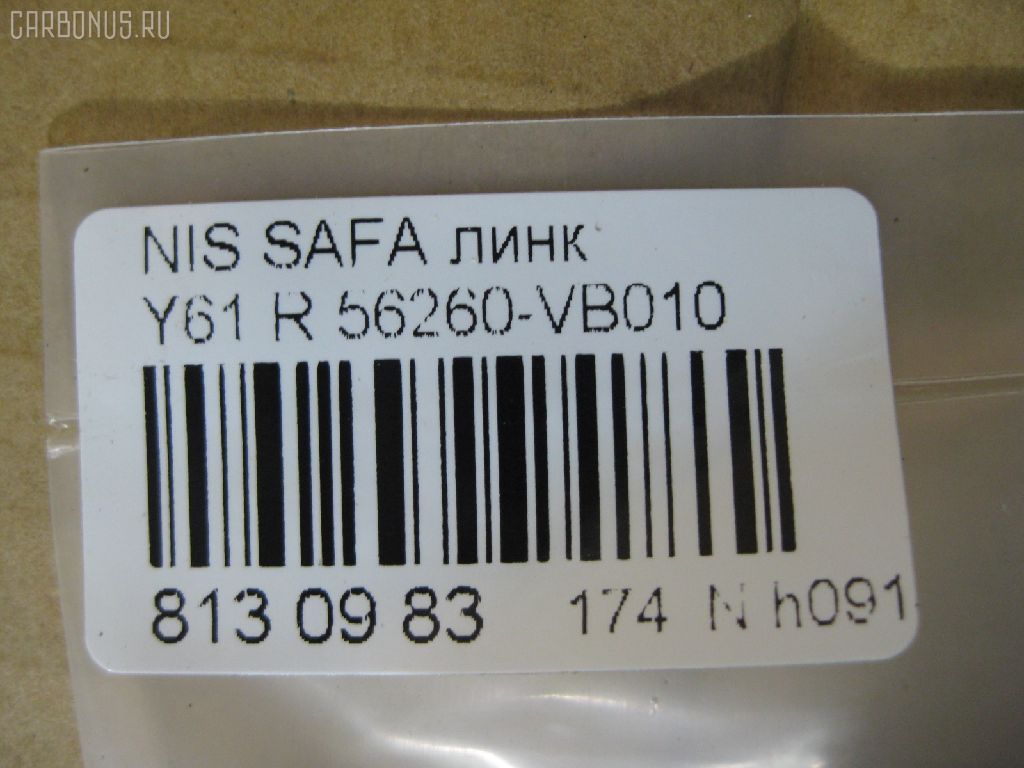 CARBONUS.RU
NIS SAFA линк
Y61 R 56260-VB010
813 09 83 174 N h091